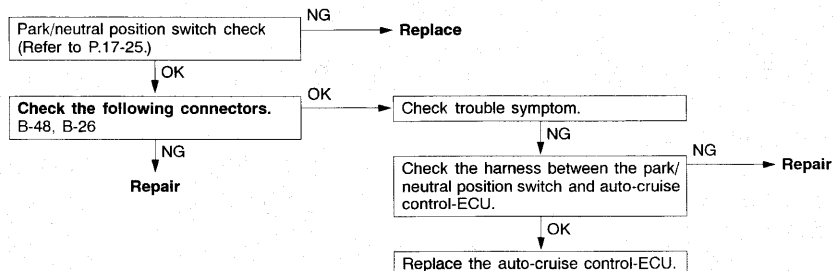 Park/neutral position switch check
(Refer to P.17-25.)
NG
Replace
OK
Check the following connectors.
B-48, B-26
OK
Check trouble symptom.
NG
Repair
NG
Check the harness between the park/
neutral position switch and auto-cruise
control-ECU.
NG
Repair
OK
Replace the auto-cruise control-ECU.